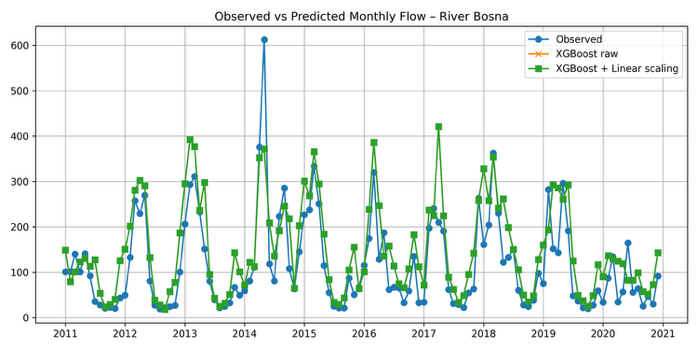 Observed vs Predicted Monthly Flow – River Bosna
Observed
XGBoost raw
XGBoost + Linear scaling
600
500
400
300
200
100
0
2011 2012 2013 2014 2015 2016 2017 2018 2019 2020 2021